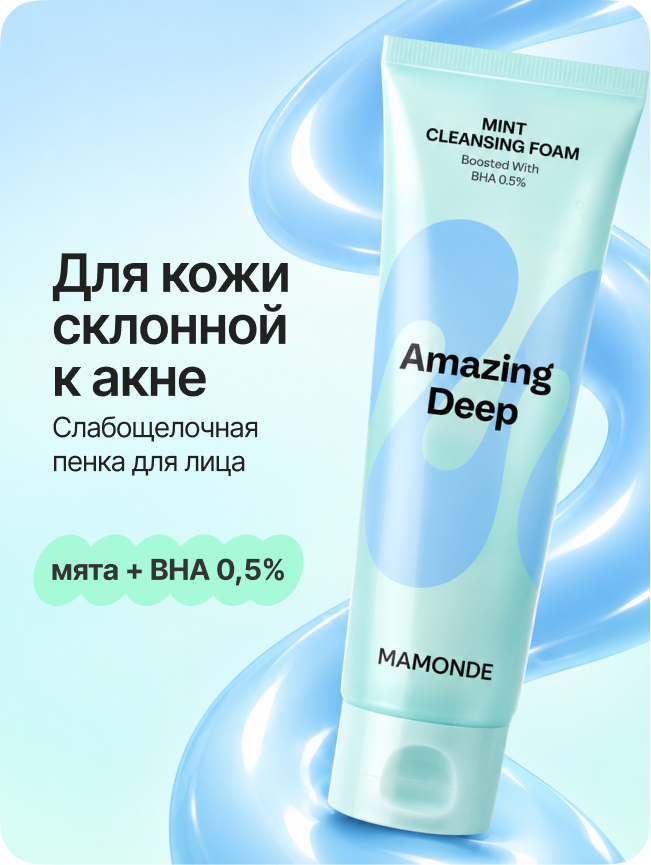 MINT
CLEANSING FOAM
Boosted With
BHA 0.5%
Для кожи
склонной
к акне
Слабощелочная
пенка для лица
мята + BHA 0,5%
Amazing
Deep
MAMONDE